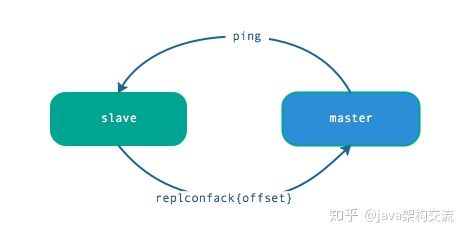 ping
slave
master
replconfack{offset}
知乎 @java架构交流